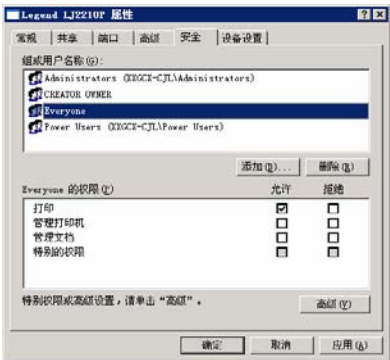 Legend LJ2210P 属性
常规 共享 端口 高级 安全 设备设置
组或用户名称(G):
Administrators (XXGCX-CJL\Administrators)
CREATOR OWNER
Everyone
Power Users (XXGCX-CJL\Power Users)
添加(D)... 删除(R)
Everyone 的权限(P) 允许 拒绝
打印
管理打印机
管理文档
特别的权限
特别权限或高级设置，请单击“高级”。
高级(V)
确定 取消 应用(A)